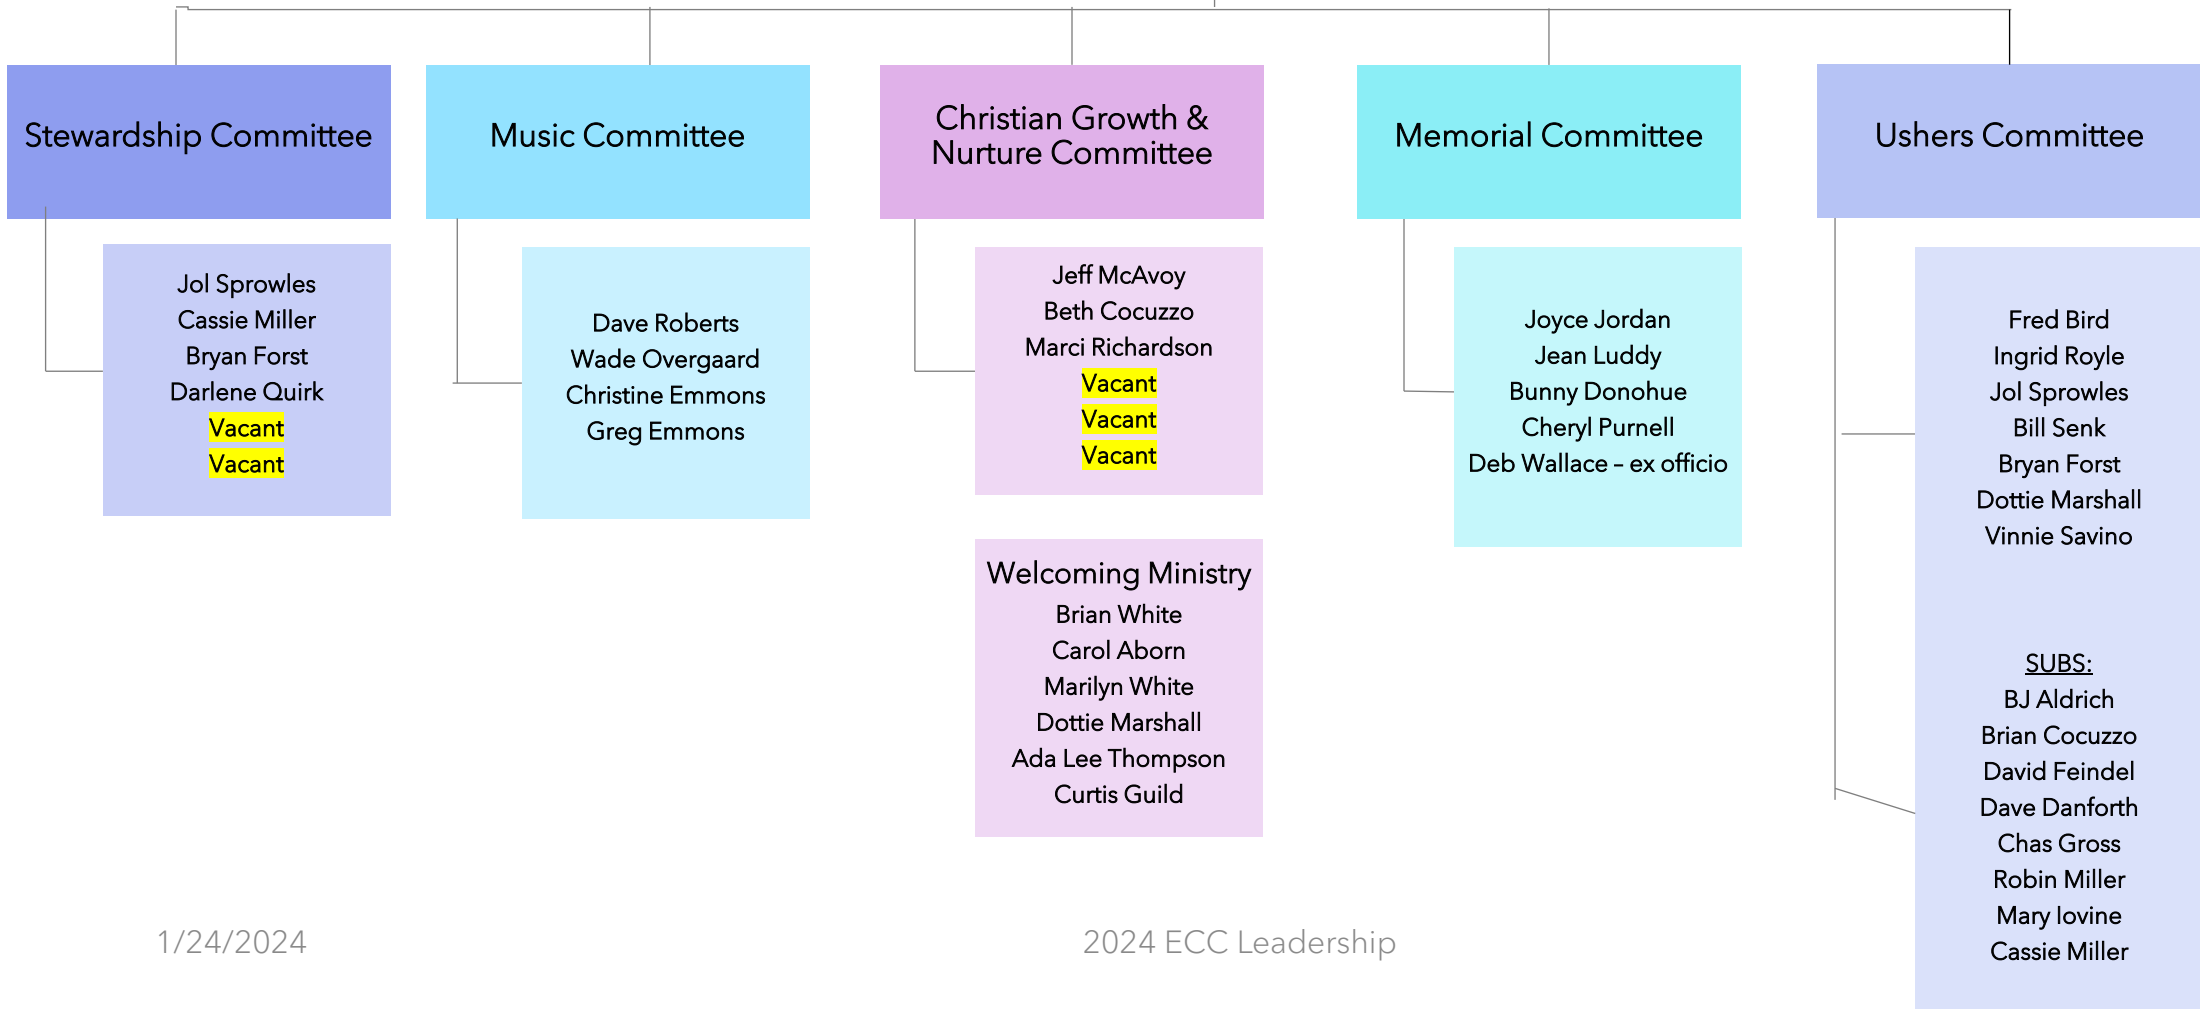 Stewardship Committee
Jol Sprowles
Cassie Miller
Bryan Forst
Darlene Quirk
Vacant
Vacant
Music Committee
Dave Roberts
Wade Overgaard
Christine Emmons
Greg Emmons
Christian Growth &
Nurture Committee
Jeff McAvoy
Beth Cocuzzo
Marci Richardson
Vacant
Vacant
Vacant
Welcoming Ministry
Brian White
Carol Aborn
Marilyn White
Dottie Marshall
Ada Lee Thompson
Curtis Guild
Memorial Committee
Joyce Jordan
Jean Luddy
Bunny Donohue
Cheryl Purnell
Deb Wallace – ex officio
Ushers Committee
Fred Bird
Ingrid Royle
Jol Sprowles
Bill Senk
Bryan Forst
Dottie Marshall
Vinnie Savino
SUBS:
BJ Aldrich
Brian Cocuzzo
David Feindel
Dave Danforth
Chas Gross
Robin Miller
Mary Iovine
Cassie Miller
1/24/2024
2024 ECC Leadership